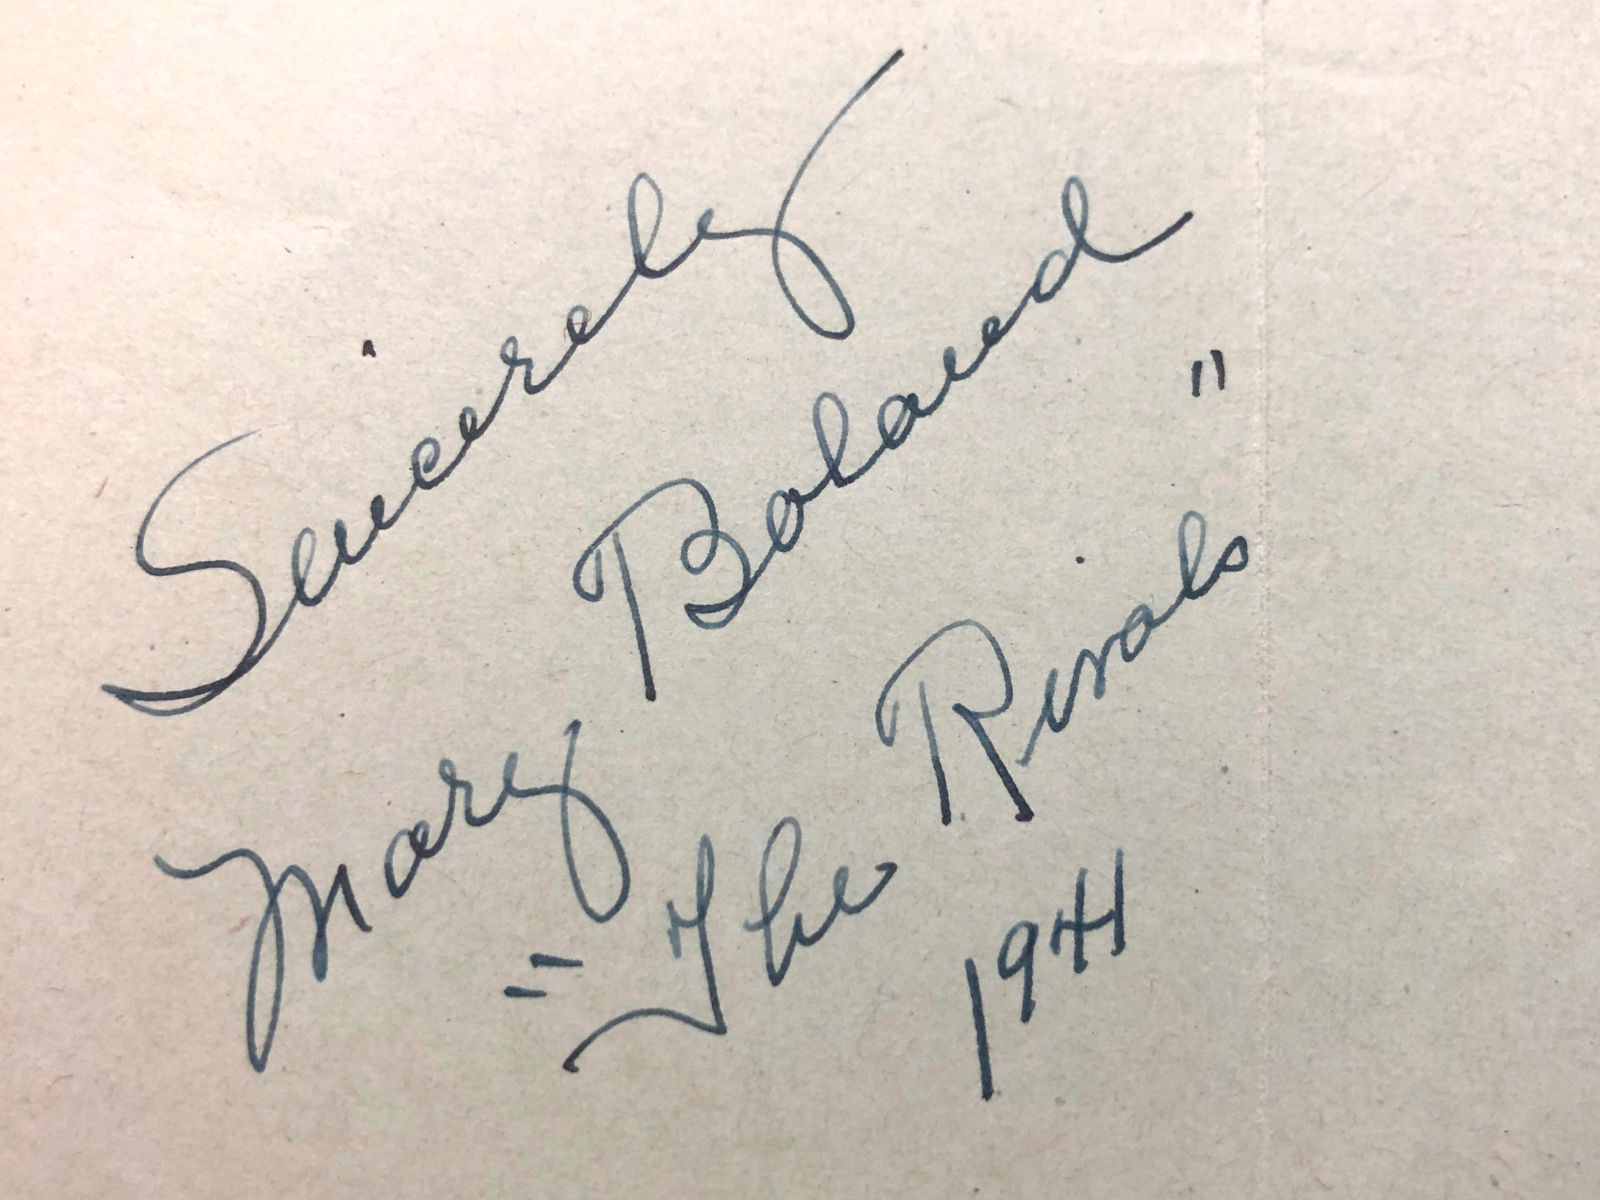 Sincerely
Mary Boland
"The Rivals"
1941